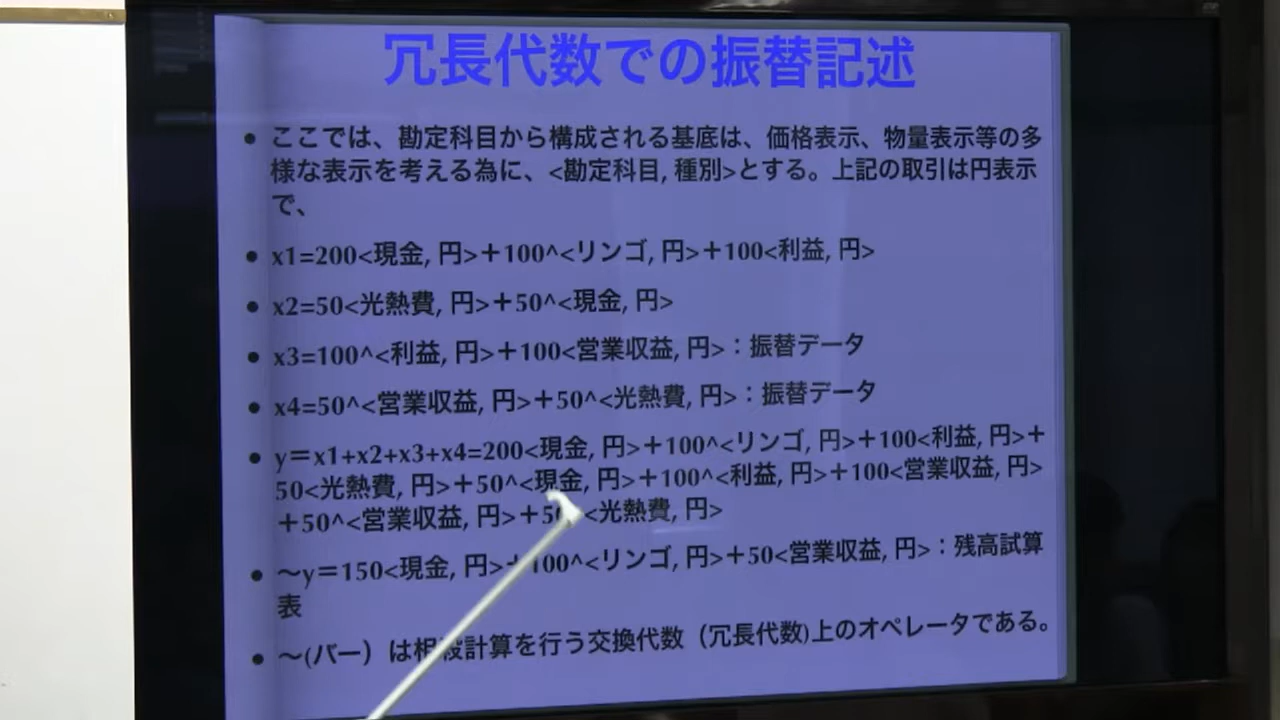 冗長代数での振替記述
• ここでは、勘定科目から構成される基底は、価格表示、物量表示等の多
様な表示を考える為に、<勘定科目, 種別>とする。上記の取引は円表示
で、
• x1=200<現金, 円>＋100^<リンゴ, 円>＋100<利益, 円>
• x2=50<光熱費, 円>＋50^<現金, 円>
• x3=100^<利益, 円>＋100<営業収益, 円>：振替データ
• x4=50^<営業収益, 円>＋50^<光熱費, 円>：振替データ
• y＝x1+x2+x3+x4=200<現金, 円>＋100^<リンゴ, 円>＋100<利益, 円>+
50<光熱費, 円>＋50^<現金, 円>＋100^<利益, 円>＋100<営業収益, 円>
＋50^<営業収益, 円>＋50 <光熱費, 円>
• 〜y＝150<現金, 円>＋100^<リンゴ, 円>＋50<営業収益, 円>：残高試算
表
• 〜(バー）は相殺計算を行う交換代数（冗長代数)上のオペレータである。